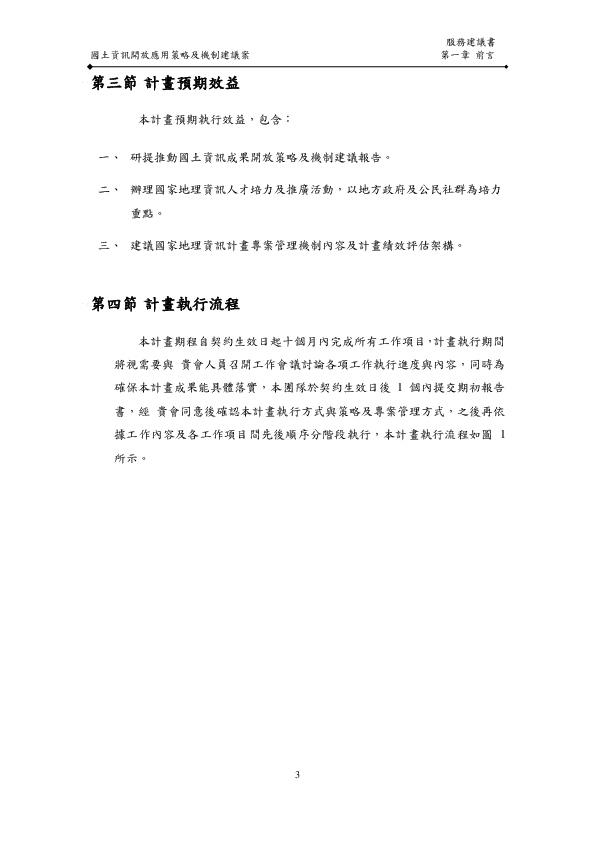 服務建議書
國土資訊開放應用策略及機制建議案 第一章 前言
第三節 計畫預期效益
本計畫預期執行效益，包含：
一、 研提推動國土資訊成果開放策略及機制建議報告。
二、 辦理國家地理資訊人才培力及推廣活動，以地方政府及公民社群為培力
重點。
三、 建議國家地理資訊計畫專案管理機制內容及計畫績效評估架構。
第四節 計畫執行流程
本計畫期程自契約生效日起十個月內完成所有工作項目，計畫執行期間
將視需要與 貴會人員召開工作會議討論各項工作執行進度與內容，同時為
確保本計畫成果能具體落實，本團隊於契約生效日後 1 個內提交期初報告
書，經 貴會同意後確認本計畫執行方式與策略及專案管理方式，之後再依
據工作內容及各工作項目間先後順序分階段執行，本計畫執行流程如圖 1
所示。
3